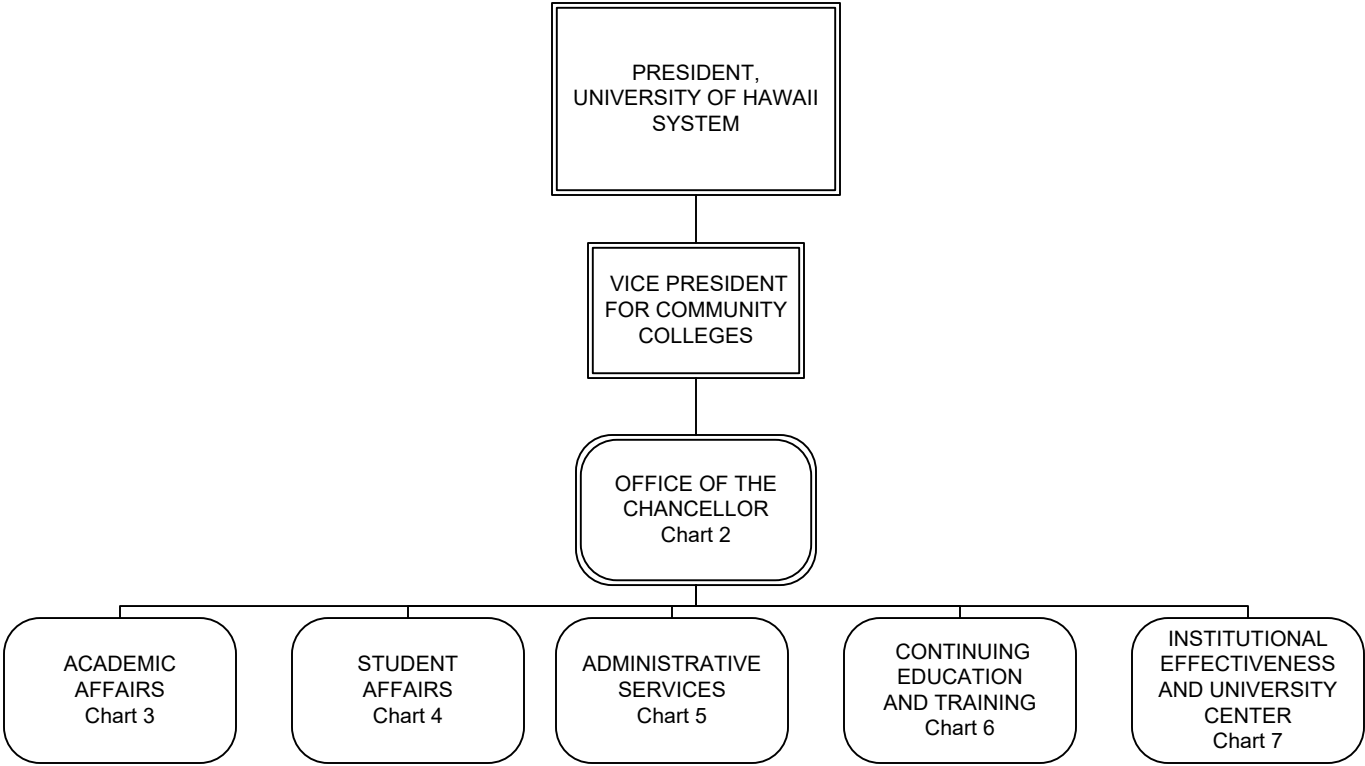 PRESIDENT,
UNIVERSITY OF HAWAII
SYSTEM
VICE PRESIDENT
FOR COMMUNITY
COLLEGES
OFFICE OF THE
CHANCELLOR
Chart 2
ACADEMIC
AFFAIRS
Chart 3
STUDENT
AFFAIRS
Chart 4
ADMINISTRATIVE
SERVICES
Chart 5
CONTINUING
EDUCATION
AND TRAINING
Chart 6
INSTITUTIONAL
EFFECTIVENESS
AND UNIVERSITY
CENTER
Chart 7